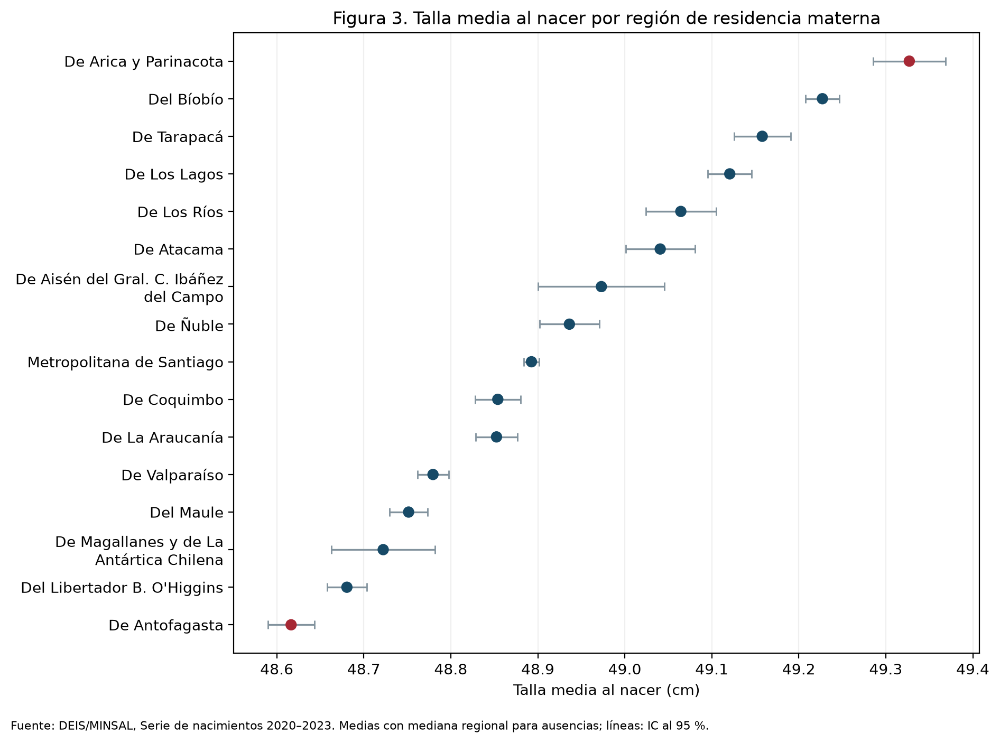 Figura 3. Talla media al nacer por región de residencia materna
De Arica y Parinacota
Del Bíobío
De Tarapacá
De Los Lagos
De Los Ríos
De Atacama
De Aisén del Gral. C. Ibáñez
del Campo
De Ñuble
Metropolitana de Santiago
De Coquimbo
De La Araucanía
De Valparaíso
Del Maule
De Magallanes y de La
Antártica Chilena
Del Libertador B. O'Higgins
De Antofagasta
48.6 48.7 48.8 48.9 49.0 49.1 49.2 49.3 49.4
Talla media al nacer (cm)
Fuente: DEIS/MINSAL, Serie de nacimientos 2020–2023. Medias con mediana regional para ausencias; líneas: IC al 95 %.